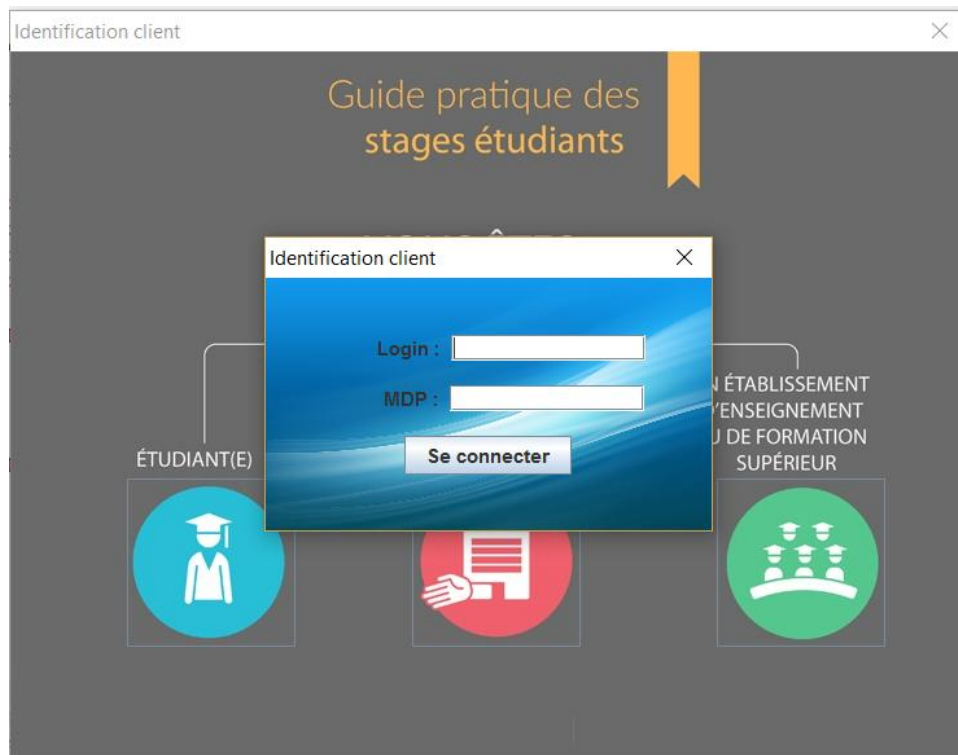 Identification client
Guide pratique des
stages étudiants
Identification client
Login :
MDP :
Se connecter
ÉTUDIANT(E)
ÉTABLISSEMENT
'ENSEIGNEMENT
DE FORMATION
SUPÉRIEUR